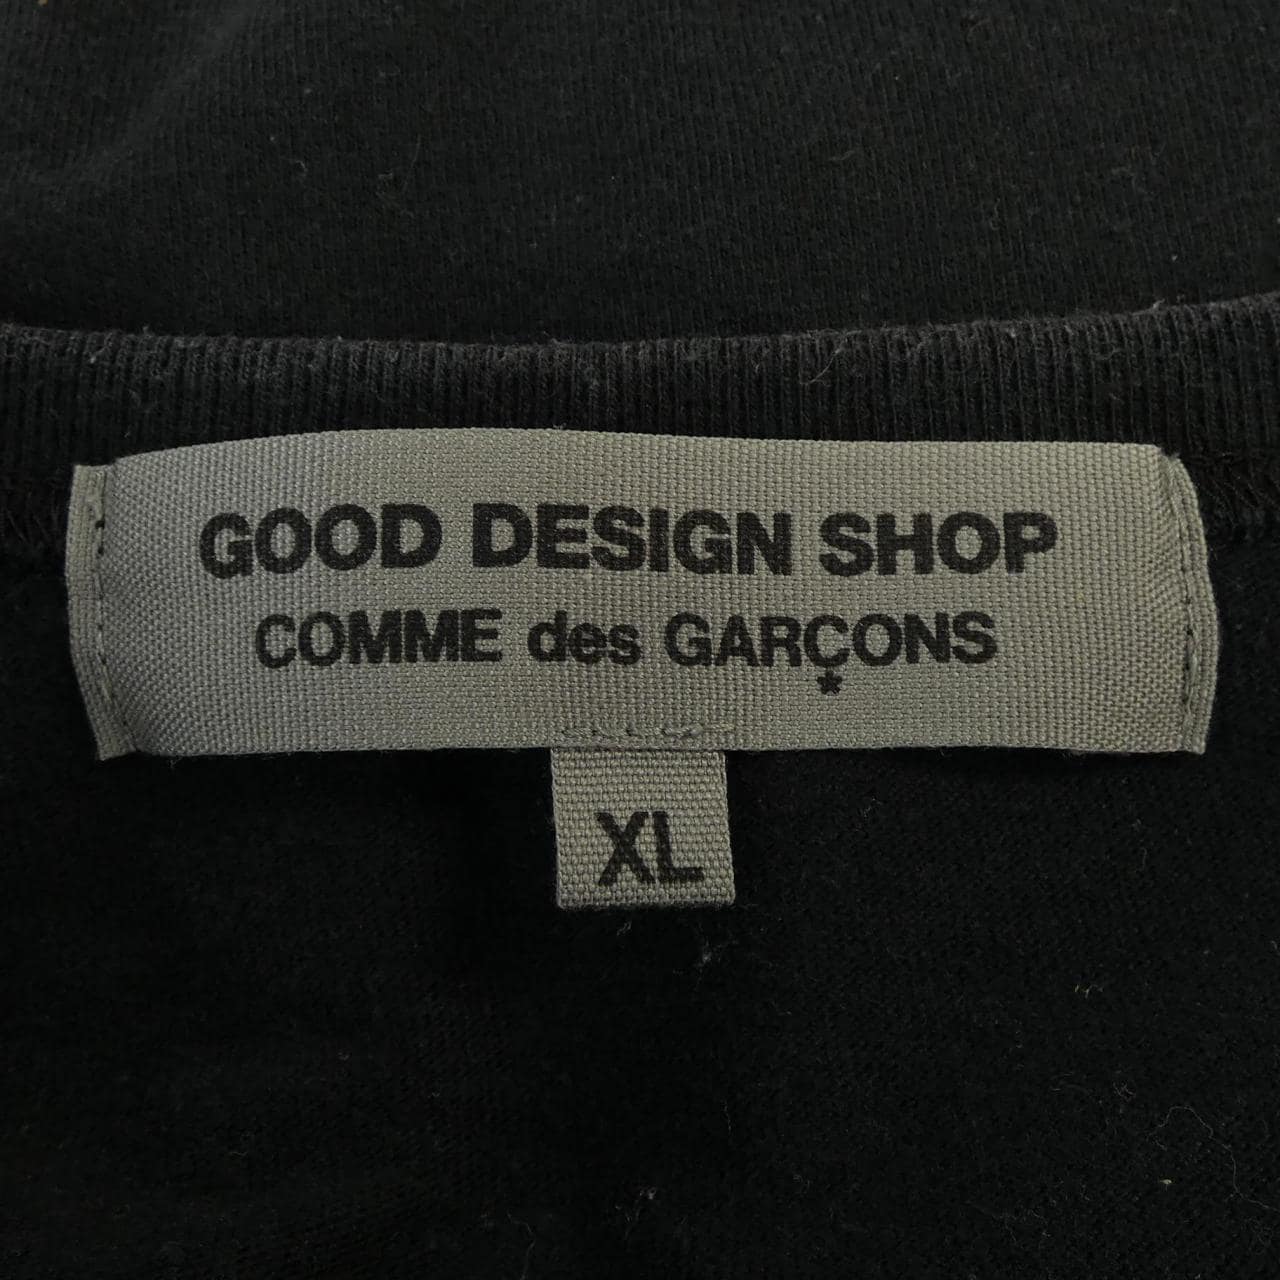 GOOD DESIGN SHOP
COMME des GARÇONS
*
XL